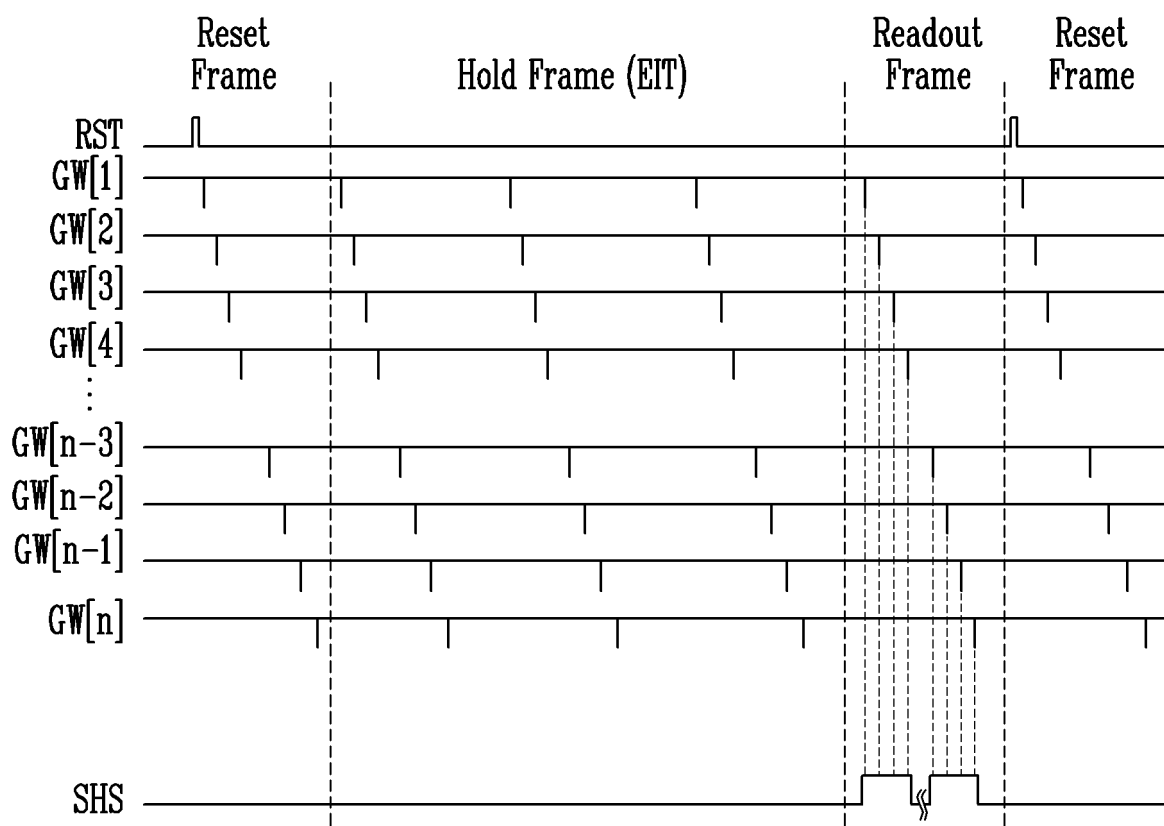 Reset Frame
Hold Frame (EIT)
Readout Frame
Reset Frame
RST
GW[1]
GW[2]
GW[3]
GW[4]
⋮
GW[n-3]
GW[n-2]
GW[n-1]
GW[n]
SHS